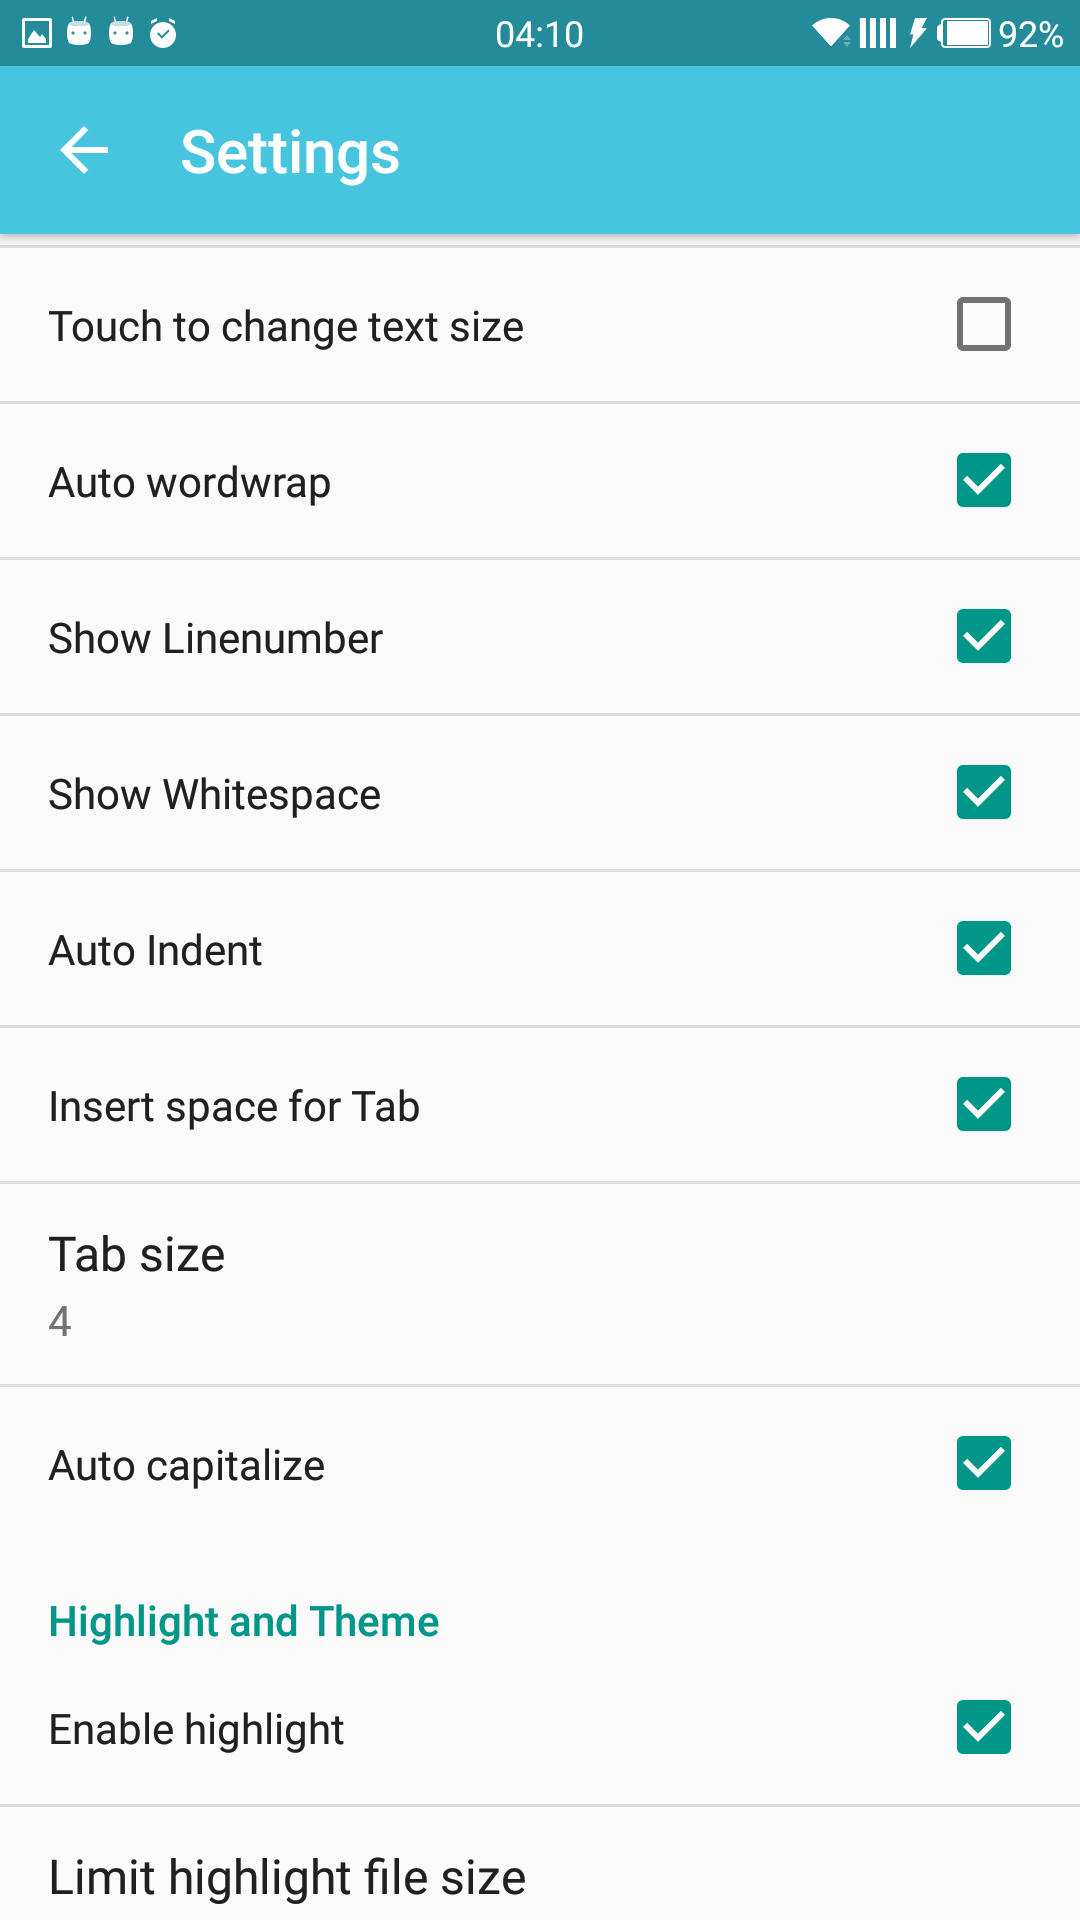 04:10
92%
Settings
Touch to change text size
Auto wordwrap
Show Linenumber
Show Whitespace
Auto Indent
Insert space for Tab
Tab size
4
Auto capitalize
Highlight and Theme
Enable highlight
Limit highlight file size